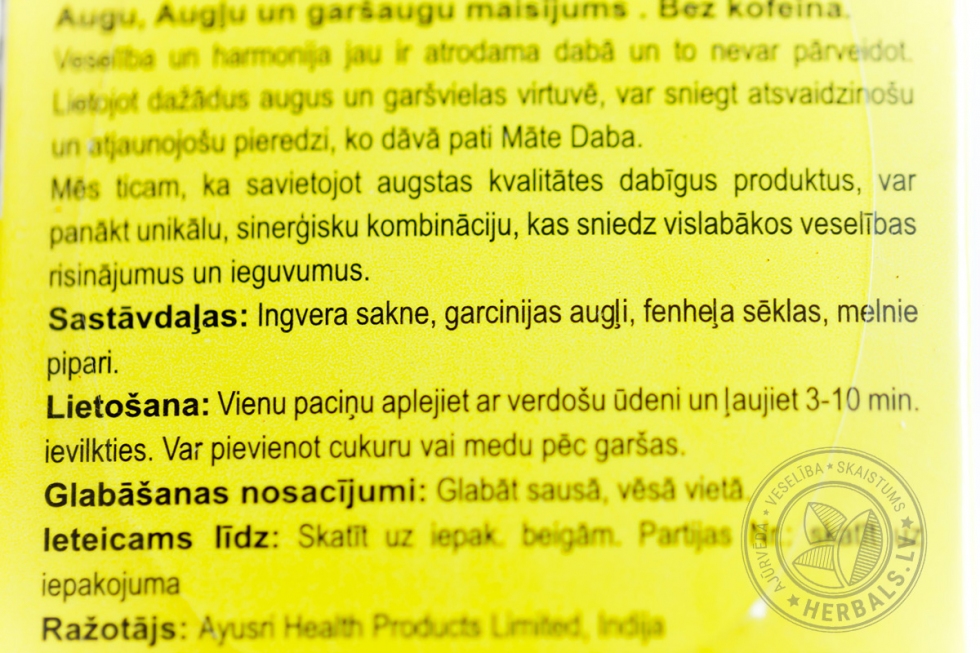 Augu, Augļu un garšaugu maisījums . Bez kofeīna.
Veselība un harmonija jau ir atrodama dabā un to nevar pārveidot.
Lietojot dažādus augus un garšvielas virtuvē, var sniegt atsvaidzinošu
un atjaunojošu pieredzi, ko dāvā pati Māte Daba.
Mēs ticam, ka savietojot augstas kvalitātes dabīgus produktus, var
panākt unikālu, sinerģisku kombināciju, kas sniedz vislabākos veselības
risinājumus un ieguvumus.
Sastāvdaļas: Ingvera sakne, garcinijas augļi, fenheļa sēklas, melnie
pipari.
Lietošana: Vienu paciņu aplejiet ar verdošu ūdeni un ļaujiet 3-10 min.
ievilkties. Var pievienot cukuru vai medu pēc garšas.
Glabāšanas nosacījumi: Glabāt sausā, vēsā vietā.
Ieteicams līdz: Skatīt uz iepak. beigām. Partijas Nr.: skatīt uz
iepakojuma
Ražotājs: Ayusri Health Products Limited, Indija
AJŪRVĒDA ★ VESELĪBA ★ SKAISTUMS ★
HERBALS.LV